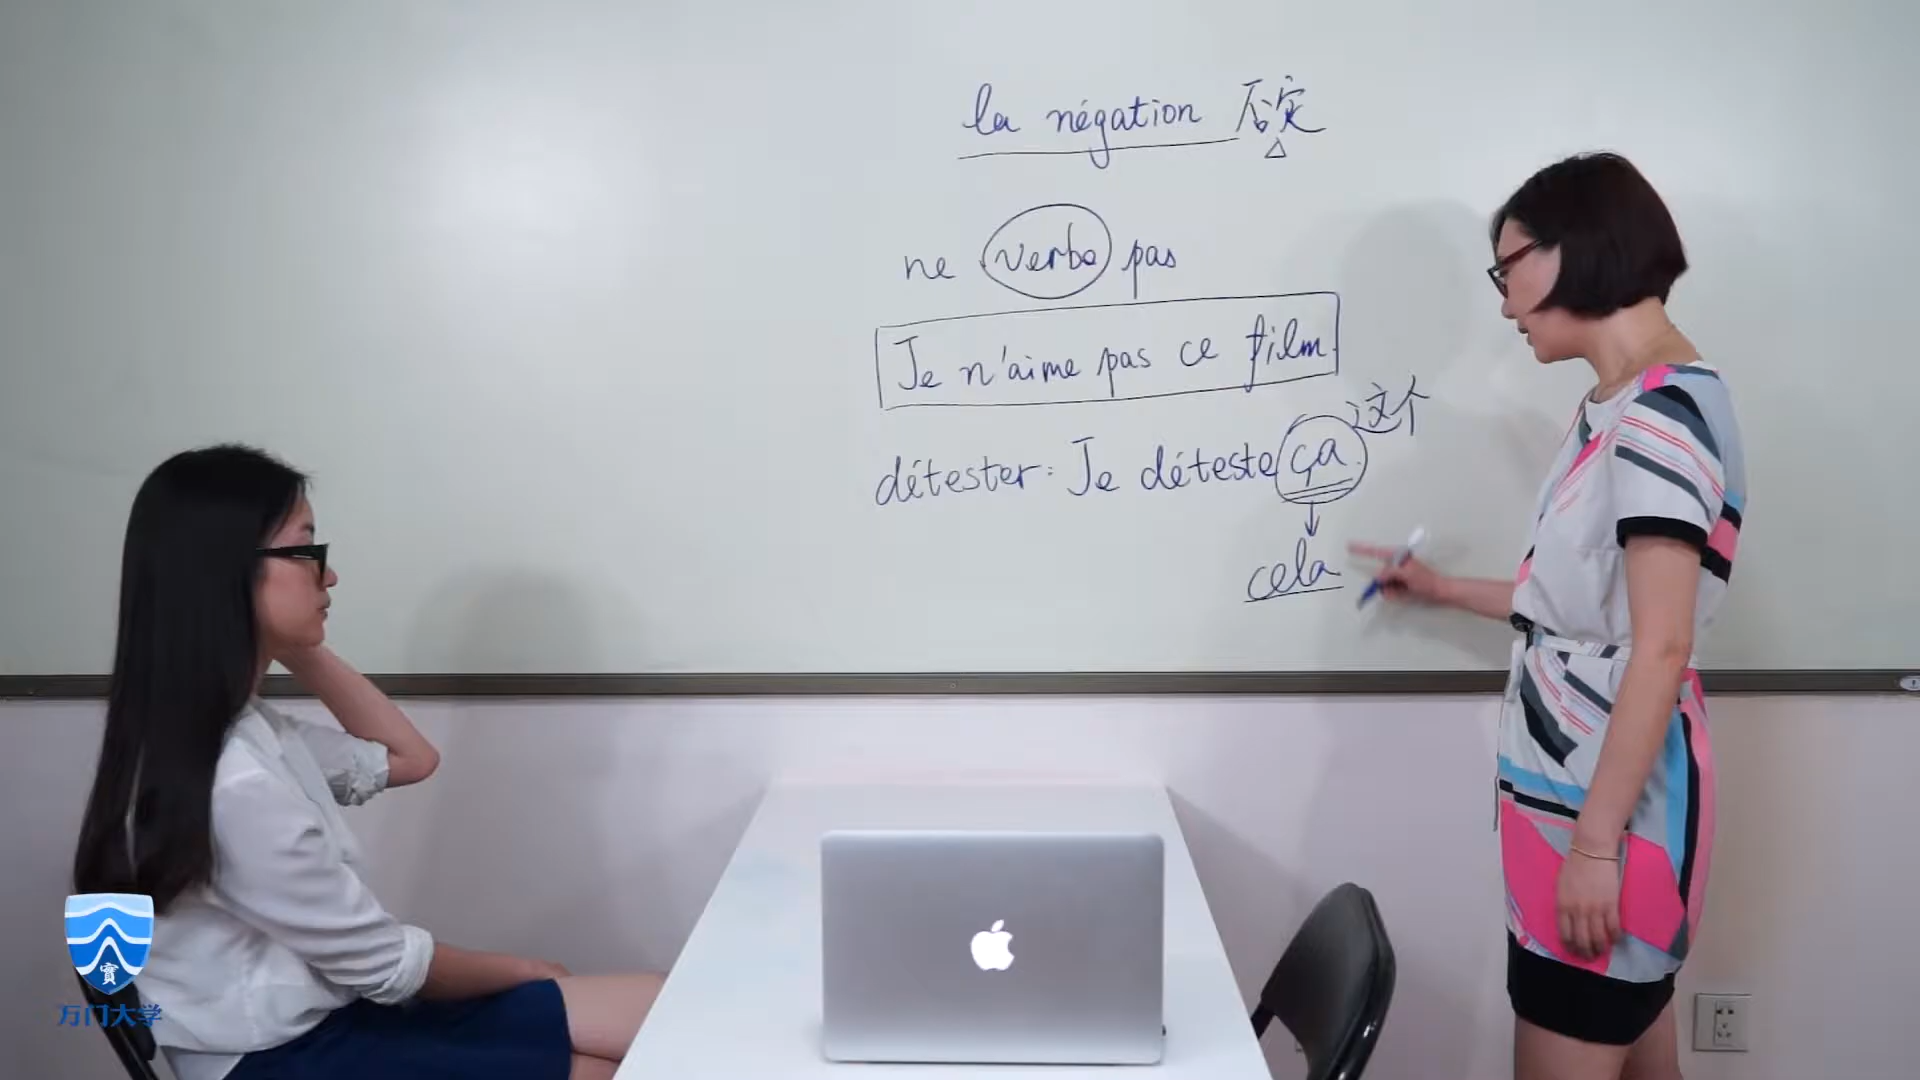 la négation 否定
ne verbe pas
Je n'aime pas ce film
这个
détester: Je déteste ça.
cela
万门大学